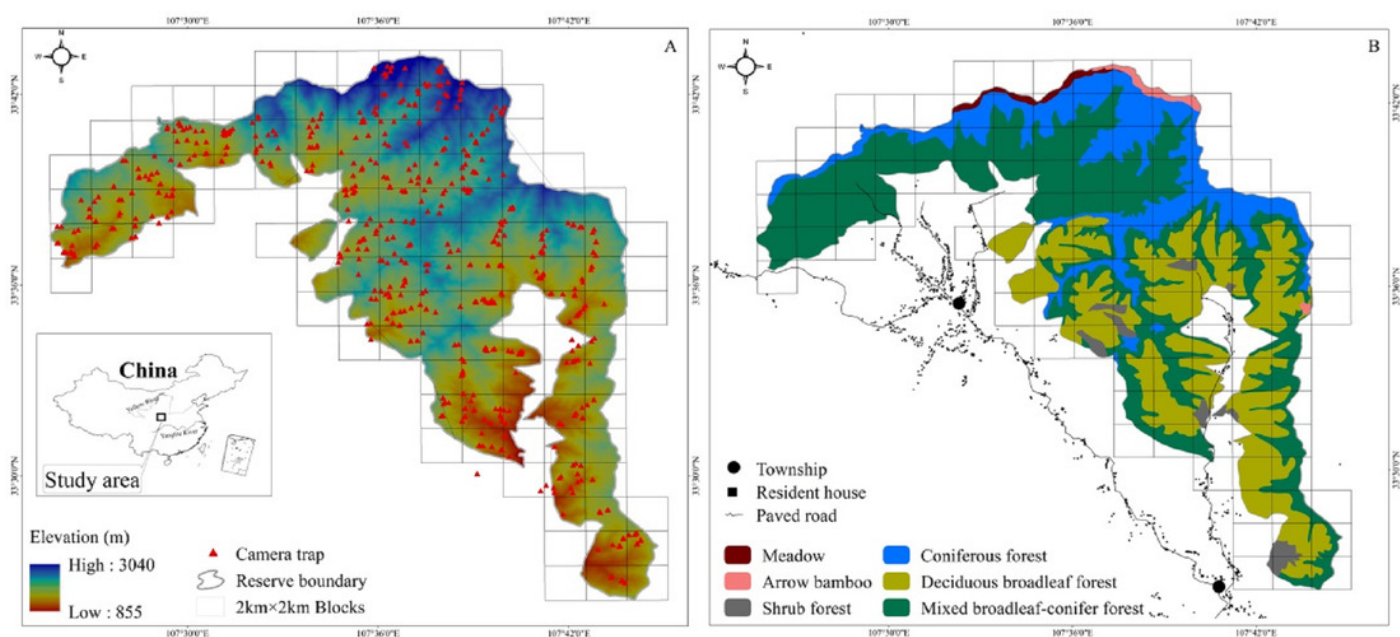 107°30'0"E 107°36'0"E 107°42'0"E
N
W E
S
A
33°42'0"N
33°36'0"N
33°30'0"N
China
Yellow River
Yangtze River
Study area
Elevation (m)
High : 3040
Low : 855
Camera trap
Reserve boundary
2km×2km Blocks
107°30'0"E 107°36'0"E 107°42'0"E
107°30'0"E 107°36'0"E 107°42'0"E
N
W E
S
B
33°42'0"N
33°36'0"N
33°30'0"N
Township
Resident house
Paved road
Meadow
Coniferous forest
Arrow bamboo
Deciduous broadleaf forest
Shrub forest
Mixed broadleaf-conifer forest
107°30'0"E 107°36'0"E 107°42'0"E